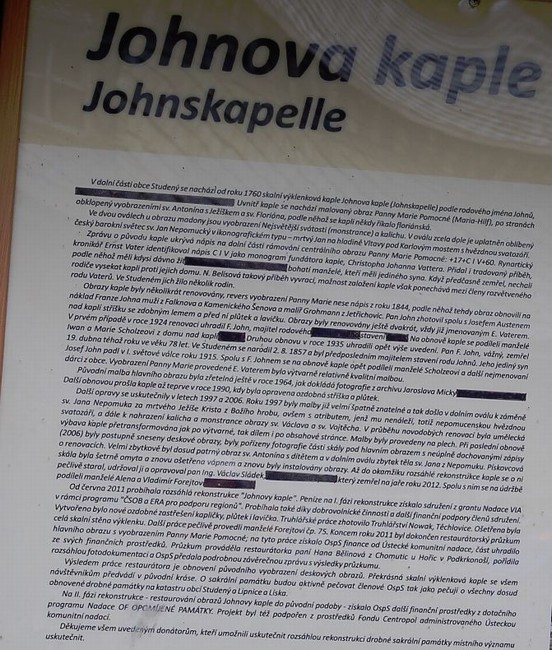 Johnova kaple
Johnskapelle
V dolní části obce Studený se nachází od roku 1760 skalní výklenková kaple Johnova kaple (Johnskapelle) podle rodového jména Johnů,
Uvnitř kaple se nachází malovaný obraz Panny Marie Pomocné (Maria-Hilf), po stranách
obklopený vyobrazeními sv. Antonína s Ježíškem a sv. Floriána, podle něhož se kapli někdy říkalo floriánská.
Ve dvou oválech u obrazu madony jsou vyobrazení Nejsvětější svátosti (monstrance) a kalichu. V oválu zcela dole je uplatněn oblíbený
český barokní světec sv. Jan Nepomucký v ikonografickém typu – mrtvý Jan na hladině Vltavy pod Karlovým mostem s hvězdnou svatozáří.
Zprávu o původu kaple ukrývá nápis na dolní části rámování centrálního obrazu Panny Marie Pomocné: +17+C I V+60. Rynartický
kronikář Ernst Vater identifikoval nápis C I V jako monogram fundátora kaple, Christopha Johanna Vartera. Přidal i tradovaný příběh,
podle něhož měli kdysi dávno ži bohatí manželé, kteří měli jediného syna. Když předčasně zemřel, nechali
rodiče vysekat kapli proti jejich domu. N. Belisová takový příběh vyvrací, možnost založení kaple však ponechává mezi členy rozvětveného
rodu Vaterů. Ve Studeném jich žilo několik rodin.
Obrazy kaple byly několikrát renovovány, revers vyobrazení Panny Marie nese nápis z roku 1844, podle něhož tehdy obraz obnovili na
náklad Franze Johna muži z Falknova a Kamenického Šenova a malíř Grohmann z Jetřichovic. Pan John zhotovil spolu s Josefem Austenem
nad kapli stříšku se zdobným lemem a před ní plůtek a lavičku. Obrazy byly renovovány ještě dvakrát, vždy již jmenovaným E. Vaterem.
V prvém případě v roce 1924 renovaci uhradil F. John, majitel rodového stavení Na obnově kaple se podíleli manželé
Iwan a Marie Scholzeovi z domu nad kaplí Druhou obnovu v roce 1935 uhradili opět výše uvedení. Pan F. John, vážný, zemřel
19. dubna téhož roku ve věku 78 let. Ve Studeném se narodil 2. 8. 1857 a byl předposledním majitelem stavení rodu Johnů. Jeho jediný syn
Josef John padl v I. světové válce roku 1915. Spolu s F. Johnem se na obnově kaple opět podíleli manželé Scholzeovi a další nejmenovaní
dárci z obce. Vyobrazení Panny Marie provedené E. Vaterem bylo výtvarně relativně kvalitní malbou.
Původní malba hlavního obrazu byla zřetelná ještě v roce 1964, jak dokládá fotografie z archivu Jaroslava Micky
Další obnovou prošla kaple až teprve v roce 1990, kdy byla opravena ozdobná stříška a plůtek.
Další opravy se uskutečnily v letech 1997 a 2006. Roku 1997 byly malby již velmi špatně znatelné a tak došlo v dolním oválu k záměně
sv. Jana Nepomuka za mrtvého Ježíše Krista z Božího hrobu, ovšem s atributem, jenž mu nenáleží, totiž nepomuckenskou hvězdnou
svatozáří, a dále k nahrazení kalicha a monstrance obrazy sv. Václava a sv. Vojtěcha. V průběhu novodobých renovací byla umělecká
výbava kaple přetransformována jak po výtvarné, tak dílem i po obsahové stránce. Malby byly provedeny na plech. Při poslední obnově
(2006) byly postupně sneseny deskové obrazy, byly pořízeny fotografie části skály pod hlavním obrazem s neúplně dochovanými zápisy
o renovacích. Velmi zbytkově byl dosud patrný obraz sv. Antonína s dítětem a v dolním oválu zbytek těla sv. Jana z Nepomuku. Pískovcová
skála byla šetrně omyta a znovu ošetřena vápnem a znovu byly instalovány obrazy. Až do okamžiku rozsáhlé rekonstrukce kaple se o ni
pečlivě staral, udržoval ji a opravoval pan Ing. Václav Sládek, který zemřel na jaře roku 2012. Spolu s ním se na údržbě
podíleli manželé Alena a Vladimír Forejtovi
Od června 2011 probíhala rozsáhlá rekonstrukce "Johnovy kaple". Peníze na I. fázi rekonstrukce získalo sdružení z grantu Nadace VIA
v rámci programu "ČSOB a ERA pro podporu regionů". Probíhala také díky dobrovolnické činnosti a další finanční podpory členů sdružení.
Vytvořeno bylo nové ozdobné zastřešení kapličky, plůtek i lavička. Truhlářské práce zhotovilo Truhlářství Nowak, Těchlovice. Ošetřena byla
celá skalní stěna výklenku. Další práce pečlivě provedli manželé Forejtovi čp. 75. Koncem roku 2011 byl dokončen restaurátorský průzkum
hlavního obrazu s vyobrazením Panny Marie Pomocné; na tyto práce získalo OspS finance od Ústecké komunitní nadace, část uhradilo
ze svých finančních prostředků. Průzkum prováděla restaurátorka paní Hana Bělinová z Chomutic u Hořic v Podkrkonoší, pořídila
rozsáhlou fotodokumentaci a OspS předala podrobnou závěrečnou zprávu s výsledky průzkumu.
Výsledem práce restaurátora je obnovení původního vyobrazení deskových obrazů. Překrásná skalní výklenková kaple se všem
návštěvníkům předvádí v původní kráse. O sakrální památku budou aktivně pečovat členové OspS tak jako pečují o všechny dosud
obnovené drobné památky na katastru obcí Studený a Lipnice a Líska.
Na II. fázi rekonstrukce - restaurování obrazů Johnovy kaple do původní podoby - získalo OspS další finanční prostředky z dotačního
programu Nadace OF OPOMÍJENÉ PAMÁTKY. Projekt byl též podpořen z prostředků Fondu Centropol administrovaného Ústeckou
komunitní nadací.
Děkujeme všem uvedeným donátorům, kteří umožnili uskutečnit rozsáhlou rekonstrukci drobné sakrální památky místního významu
uskutečnit.